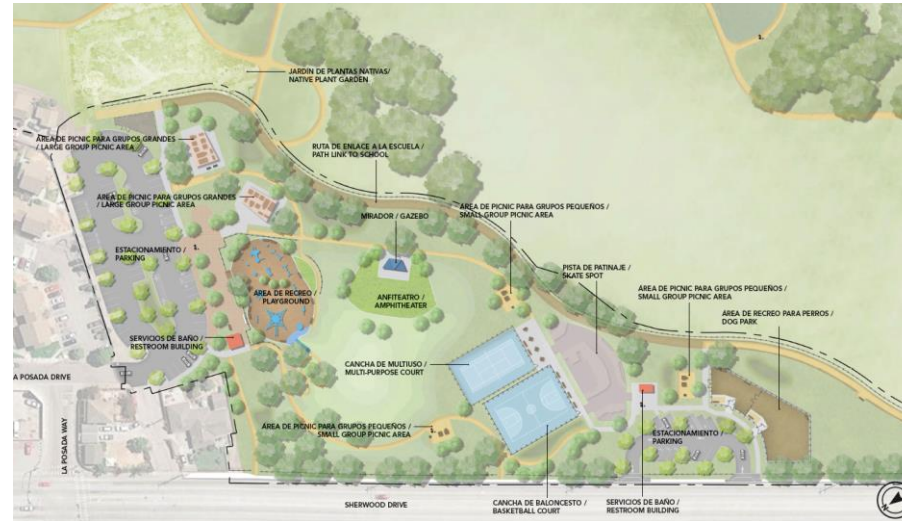 JARDIN DE PLANTAS NATIVAS/
NATIVE PLANT GARDEN
ÁREA DE PICNIC PARA GRUPOS GRANDES
/ LARGE GROUP PICNIC AREA
RUTA DE ENLACE A LA ESCUELA /
PATH LINK TO SCHOOL
ÁREA DE PICNIC PARA GRUPOS GRANDES
/ LARGE GROUP PICNIC AREA
MIRADOR / GAZEBO
ÁREA DE PICNIC PARA GRUPOS PEQUEÑOS /
SMALL GROUP PICNIC AREA
ESTACIONAMIENTO /
PARKING
PISTA DE PATINAJE /
SKATE SPOT
ÁREA DE RECREO /
PLAYGROUND
ANFITEATRO /
AMPHITHEATER
ÁREA DE PICNIC PARA GRUPOS PEQUEÑOS /
SMALL GROUP PICNIC AREA
ÁREA DE RECREO PARA PERROS /
DOG PARK
SERVICIOS DE BAÑO /
RESTROOM BUILDING
CANCHA DE MULTIUSO /
MULTI-PURPOSE COURT
A POSADA DRIVE
LA POSADA WAY
ÁREA DE PICNIC PARA GRUPOS PEQUEÑOS /
SMALL GROUP PICNIC AREA
ESTACIONAMIENTO /
PARKING
SHERWOOD DRIVE
CANCHA DE BALONCESTO /
BASKETBALL COURT
SERVICIOS DE BAÑO /
RESTROOM BUILDING
N